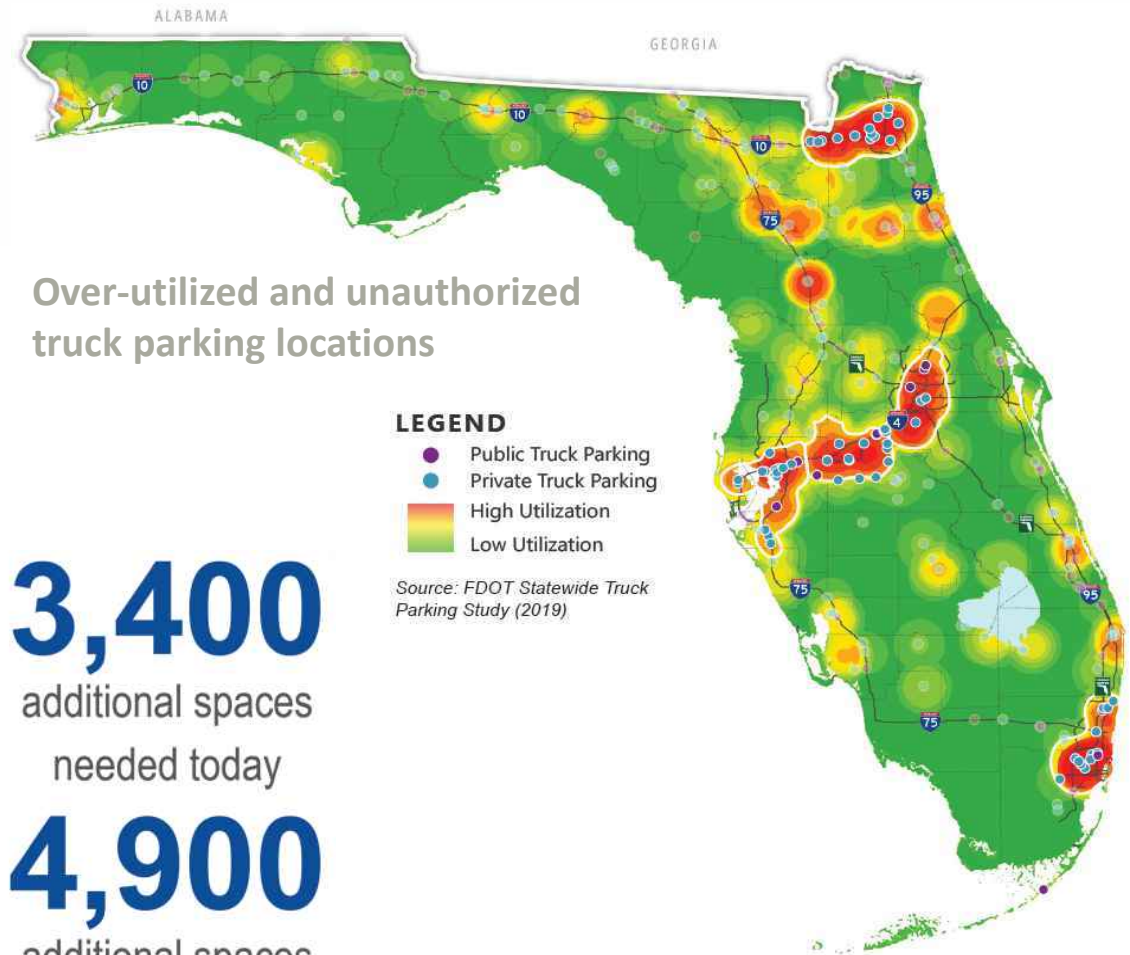 ALABAMA
GEORGIA
10
10
10
95
75
Over-utilized and unauthorized
truck parking locations
4
LEGEND
Public Truck Parking
Private Truck Parking
High Utilization
Low Utilization
Source: FDOT Statewide Truck
Parking Study (2019)
75
95
75
3,400
additional spaces
needed today
4,900
additional spaces